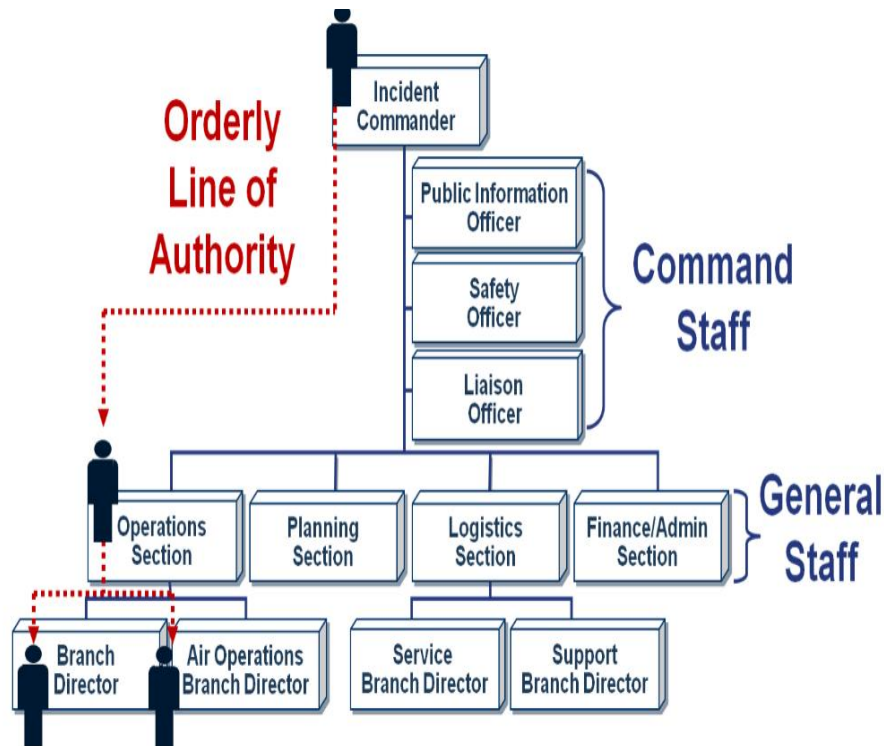 Incident
Commander
Orderly
Line of
Authority
Public Information
Officer
Safety
Officer
Liaison
Officer
Command
Staff
Operations
Section
Planning
Section
Logistics
Section
Finance/Admin
Section
General
Staff
Branch
Director
Air Operations
Branch Director
Service
Branch Director
Support
Branch Director